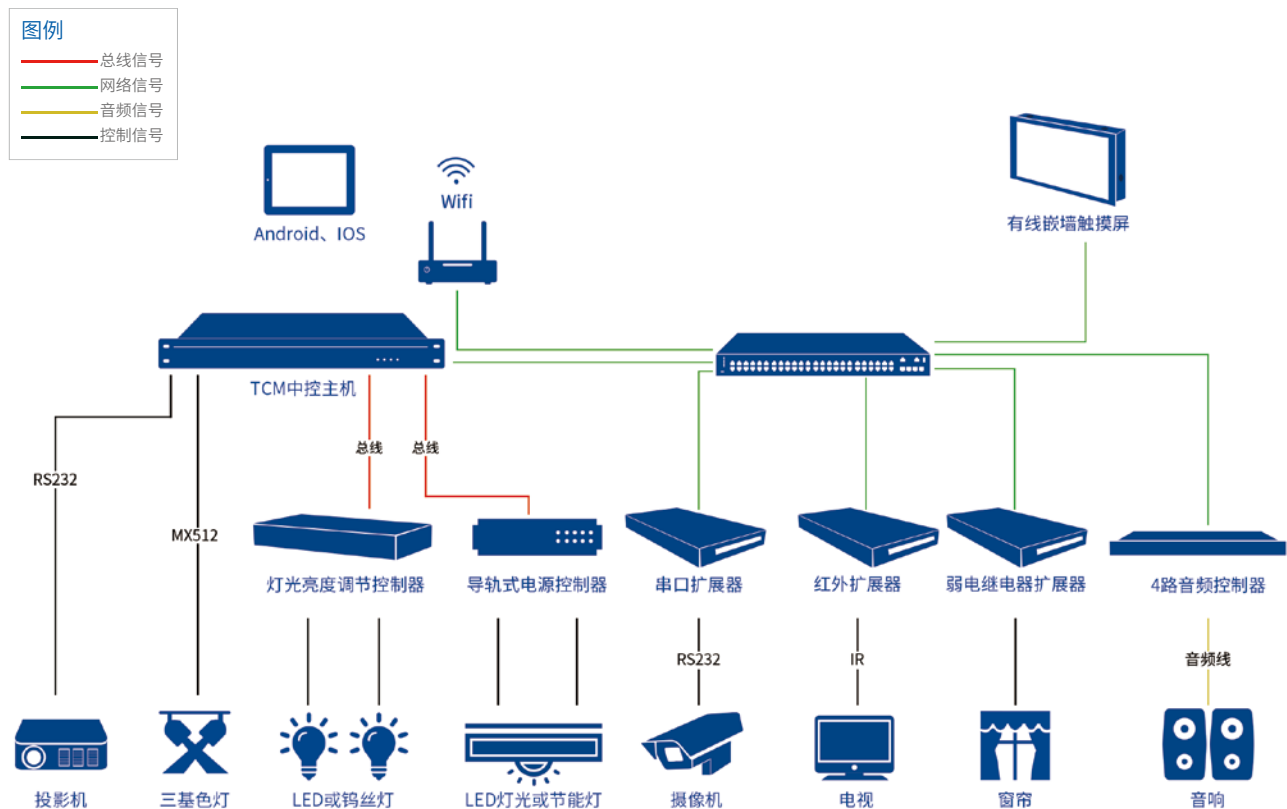 图例
总线信号
网络信号
音频信号
控制信号
Wifi
Android、IOS
有线嵌墙触摸屏
TCM中控主机
总线
总线
RS232
MX512
灯光亮度调节控制器
导轨式电源控制器
串口扩展器
红外扩展器
弱电继电器扩展器
4路音频控制器
RS232
IR
音频线
投影机
三基色灯
LED或钨丝灯
LED灯光或节能灯
摄像机
电视
窗帘
音响